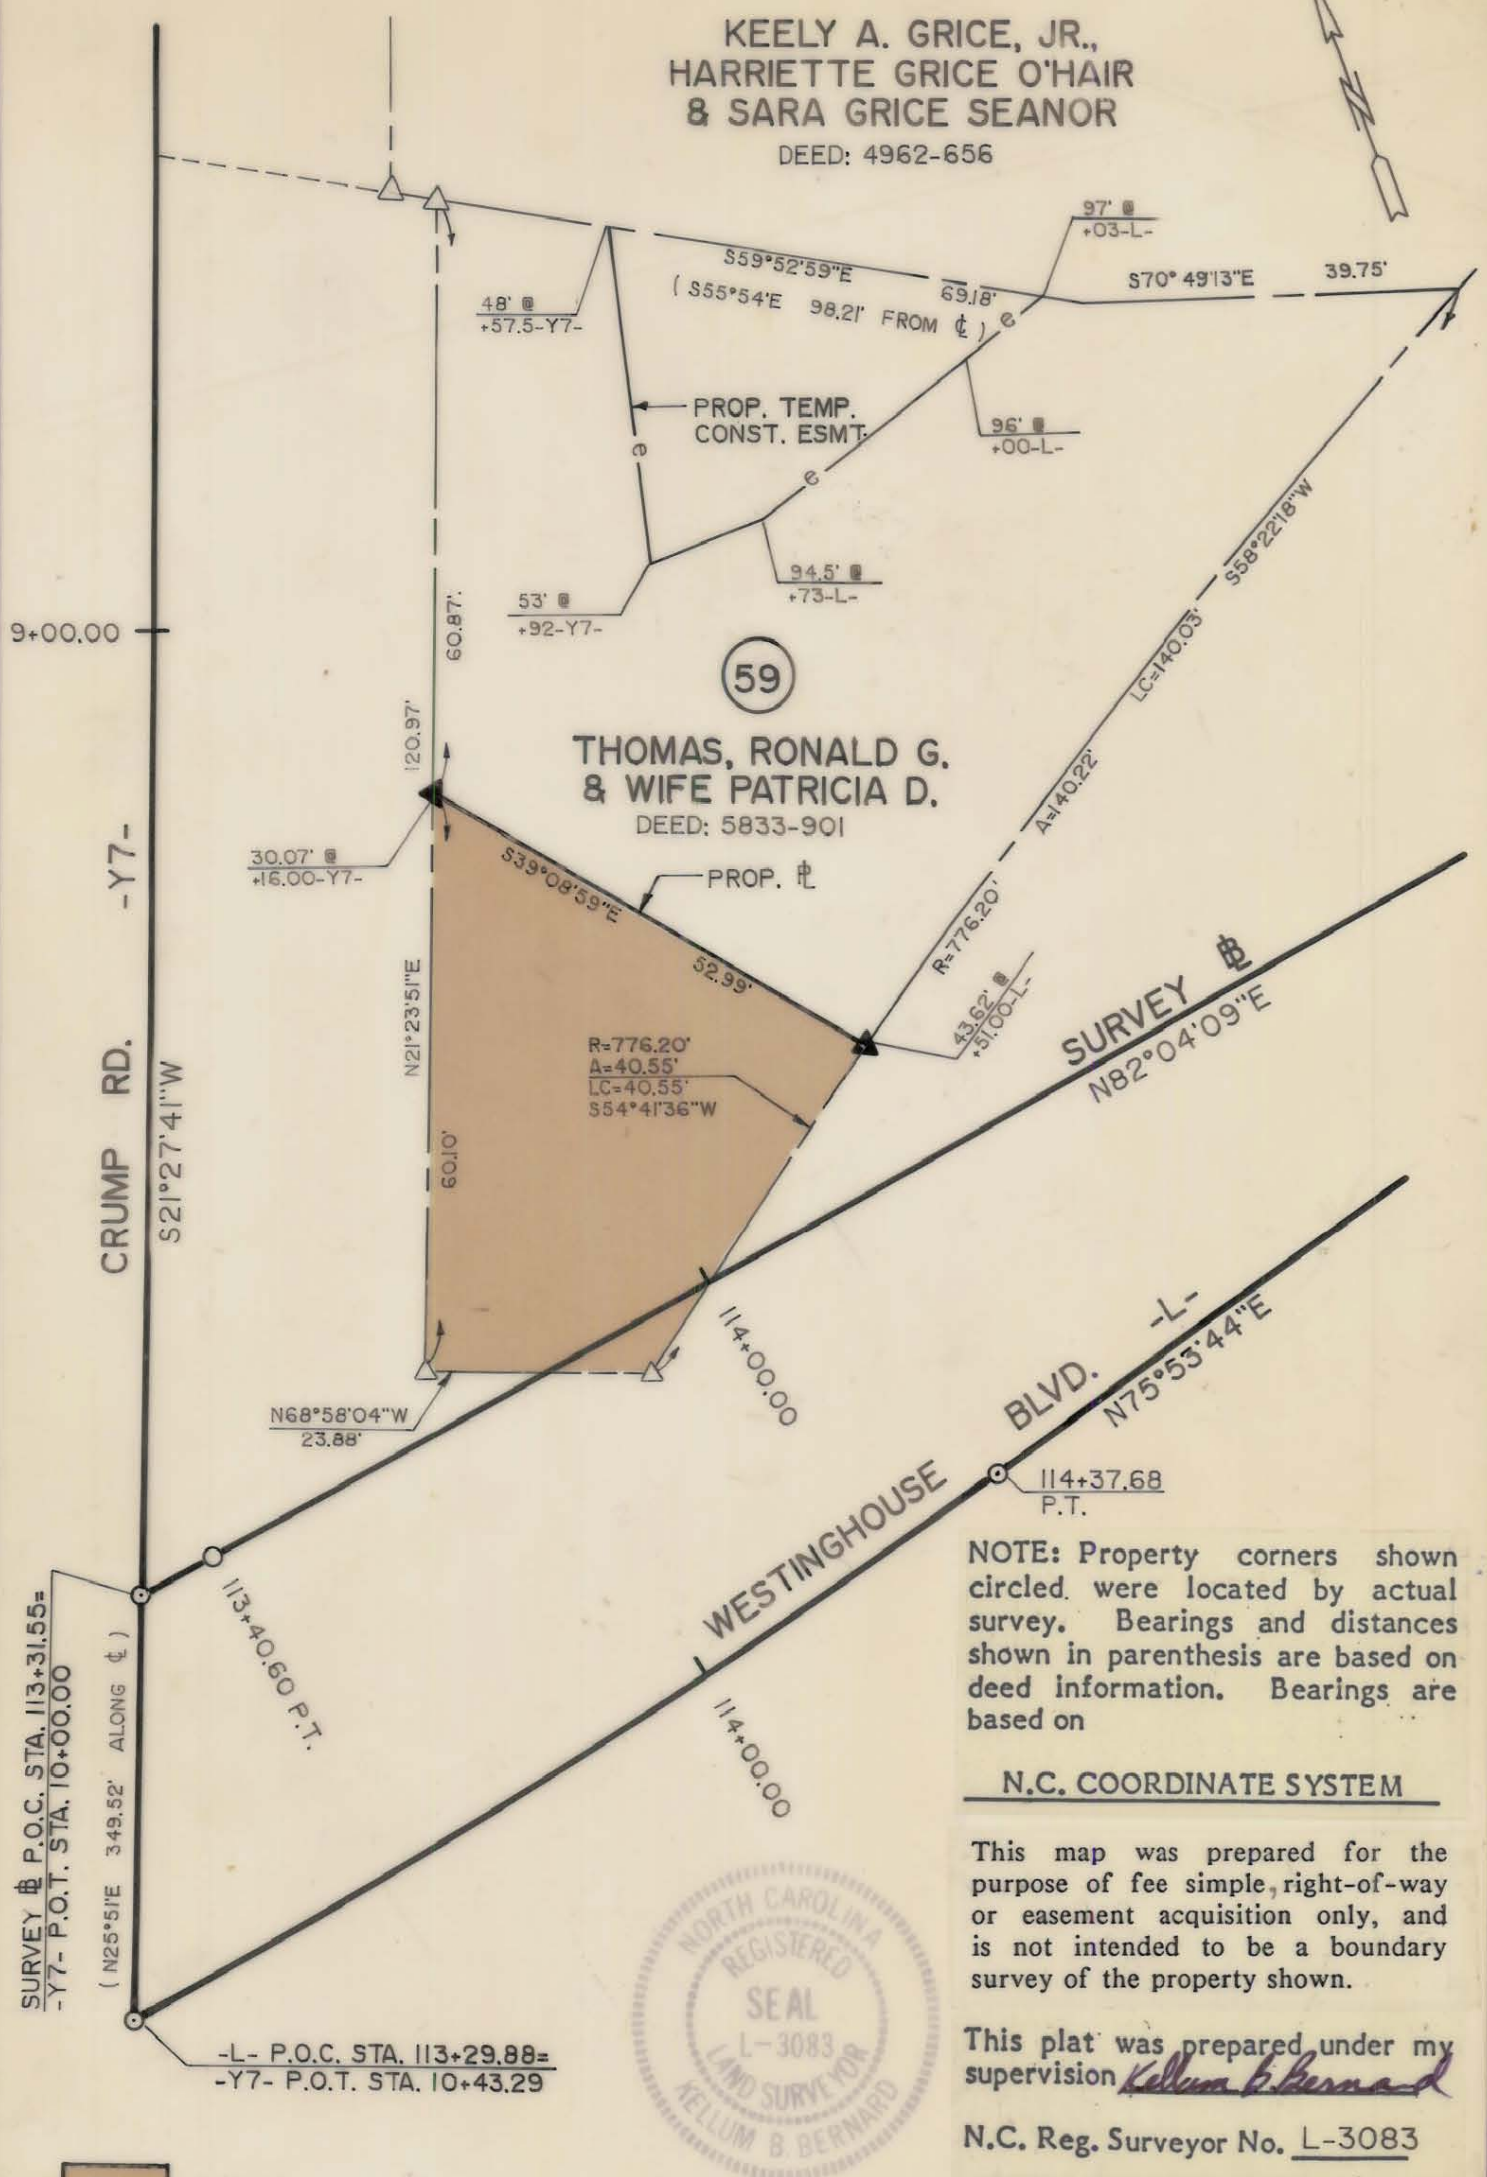 KEELY A. GRICE, JR.,
HARRIETTE GRICE O'HAIR
& SARA GRICE SEANOR
DEED: 4962-656
97' @
+03-L-
S59°52'59"E
69.18'
S70°49'13"E
39.75'
(S55°54'E 98.21' FROM ℄)
48' @
+57.5-Y7-
e
PROP. TEMP.
CONST. ESMT.
e
96' @
+00-L-
e
S58°22'18"W
94.5' @
+73-L-
53' @
+92-Y7-
9+00.00
60.87'
LC=140.03'
59
120.97'
THOMAS, RONALD G.
& WIFE PATRICIA D.
DEED: 5833-901
A=140.22'
30.07' @
+16.00-Y7-
S39°08'59"E
PROP. ⅊
-Y7-
R=776.20'
52.99'
N21°23'51"E
43.62' @
+51.00-L-
SURVEY BL
N82°04'09"E
R=776.20'
A=40.55'
LC=40.55'
S54°41'36"W
CRUMP RD.
S21°27'41"W
60.10'
114+00.00
-L-
N75°53'44"E
N68°58'04"W
23.88'
WESTINGHOUSE BLVD.
114+37.68
P.T.
113+40.60 P.T.
114+00.00
SURVEY BL P.O.C. STA. 113+31.55=
-Y7- P.O.T. STA. 10+00.00
(N25°51'E 349.52' ALONG ℄)
-L- P.O.C. STA. 113+29.88=
-Y7- P.O.T. STA. 10+43.29
NOTE: Property corners shown
circled. were located by actual
survey. Bearings and distances
shown in parenthesis are based on
deed information. Bearings are
based on
N.C. COORDINATE SYSTEM
This map was prepared for the
purpose of fee simple, right-of-way
or easement acquisition only, and
is not intended to be a boundary
survey of the property shown.
This plat was prepared under my
supervision Kellum B. Bernard
N.C. Reg. Surveyor No. L-3083
NORTH CAROLINA
REGISTERED
SEAL
L-3083
LAND SURVEYOR
KELLUM B. BERNARD